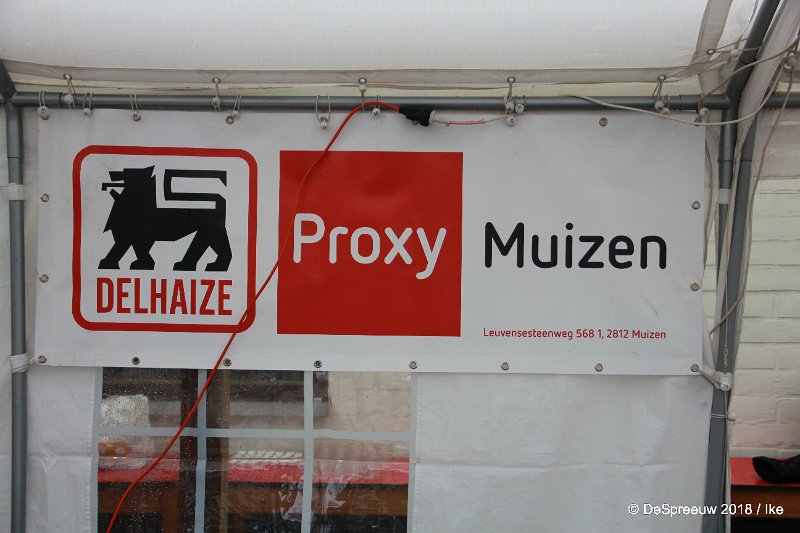 DELHAIZE
Proxy
Muizen
Leuvensesteenweg 568 1, 2812 Muizen
© DeSpreeuw 2018 / Ike